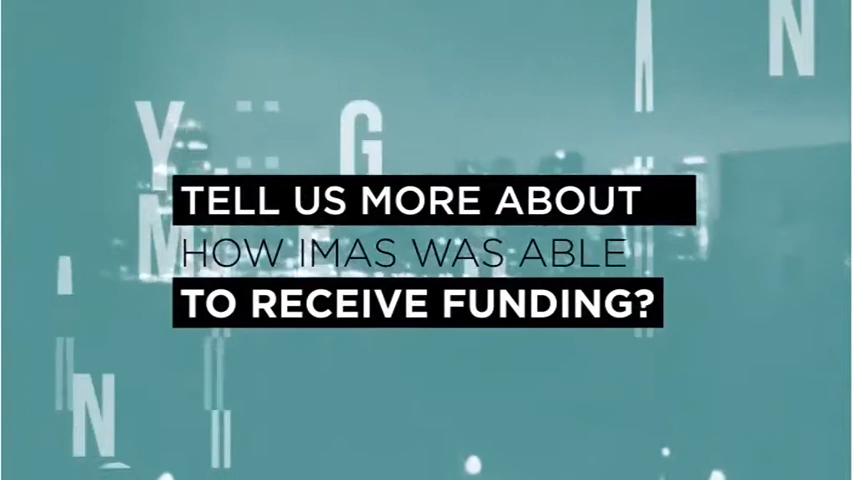 N
Y G
TELL US MORE ABOUT
M
HOW IMAS WAS ABLE
TO RECEIVE FUNDING?
N